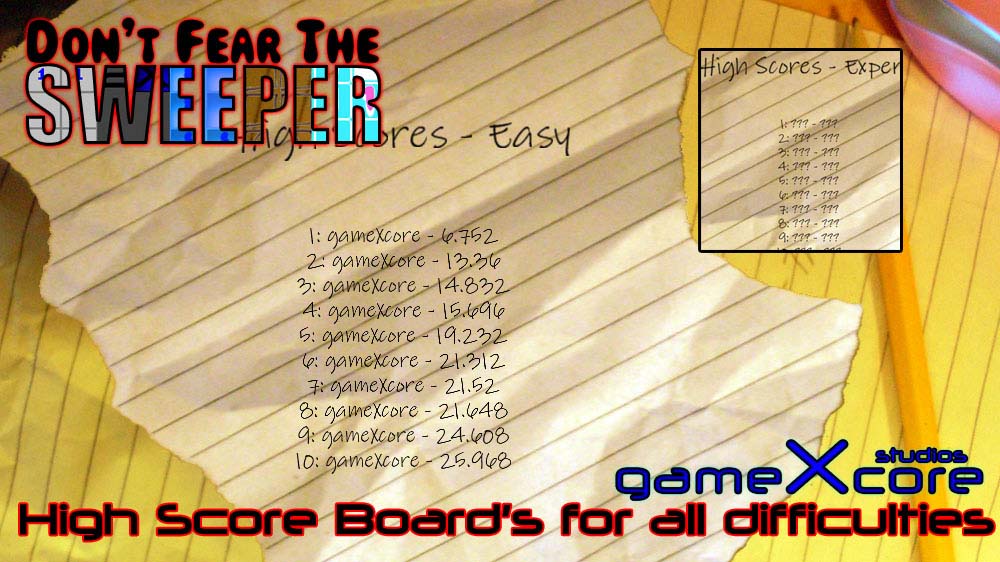 DON'T FEAR THE
SWEEPER
High Scores - Easy
1: gameXcore - 6.752
2: gameXcore - 13.36
3: gameXcore - 14.832
4: gameXcore - 15.696
5: gameXcore - 19.232
6: gameXcore - 21.312
7: gameXcore - 21.52
8: gameXcore - 21.648
9: gameXcore - 24.608
10: gameXcore - 25.968
High Scores - Exper
1: ??? - ???
2: ??? - ???
3: ??? - ???
4: ??? - ???
5: ??? - ???
6: ??? - ???
7: ??? - ???
8: ??? - ???
9: ??? - ???
10: ??? - ???
gameXcore studios
High Score Board's for all difficulties